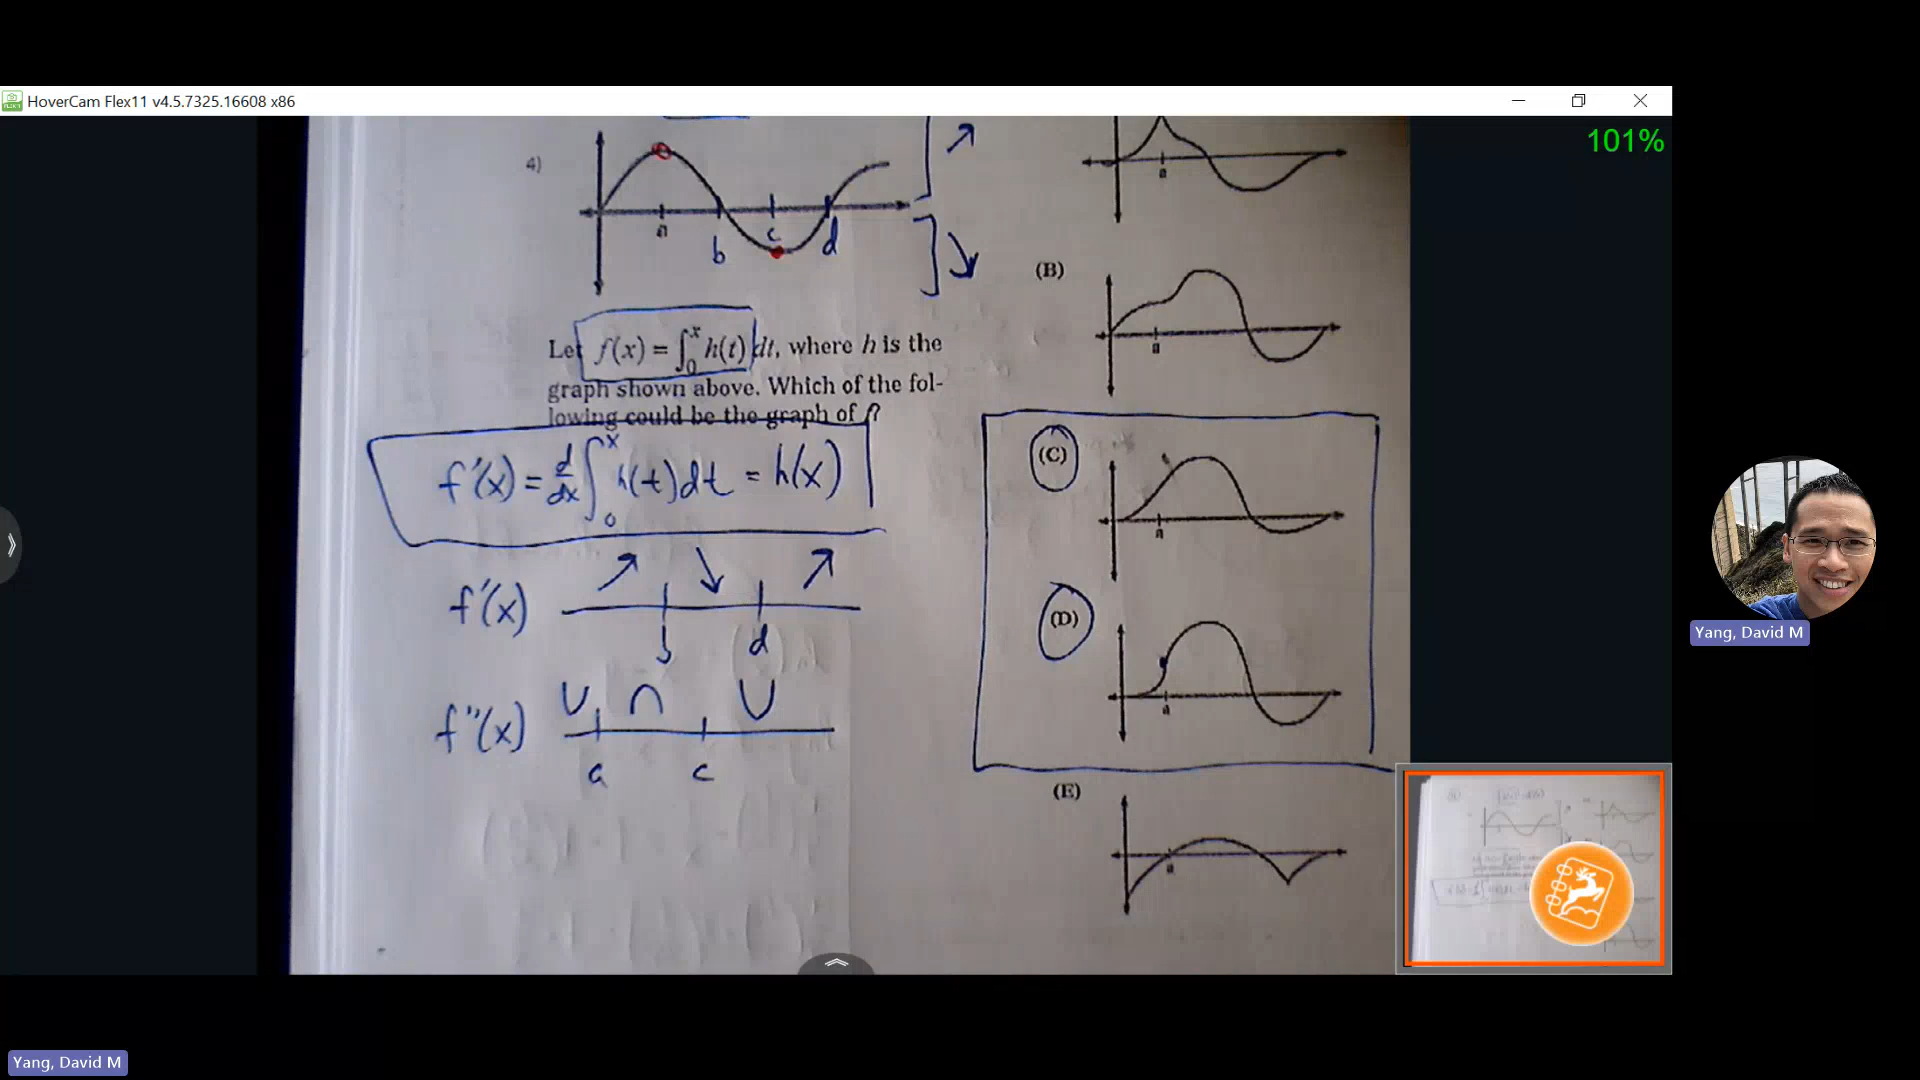 HoverCam Flex11 v4.5.7325.16608 x86
101%
4)
a
b
c
d
Let f(x) = ∫₀ˣ h(t) dt, where h is the
graph shown above. Which of the fol-
lowing could be the graph of f?
f'(x) = d/dx ∫₀ˣ h(t)dt = h(x)
f'(x)
b
d
f"(x)
a
c
a
(B)
a
(C)
a
(D)
a
(E)
a
Yang, David M
Yang, David M